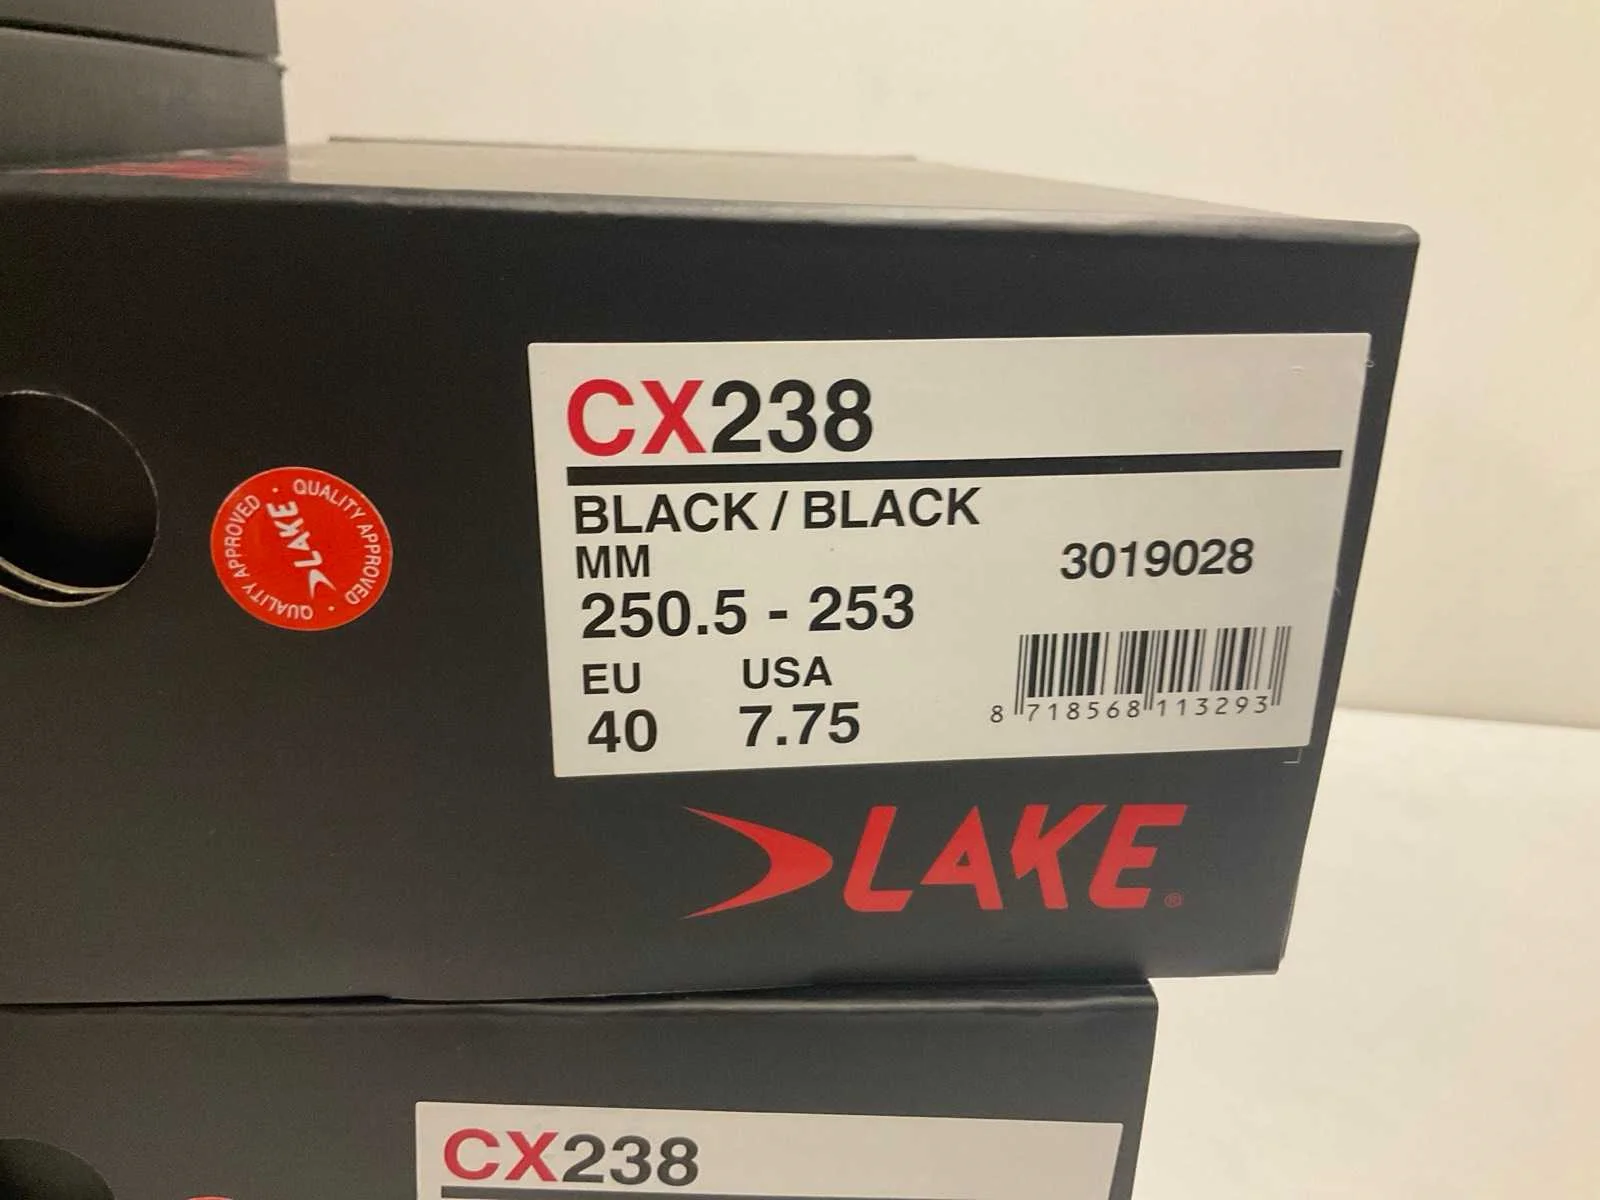 CX238
BLACK / BLACK
MM
3019028
250.5 - 253
EU USA
40 7.75
8 718568 113293
LAKE®
QUALITY APPROVED · QUALITY APPROVED ·
LAKE
CX238